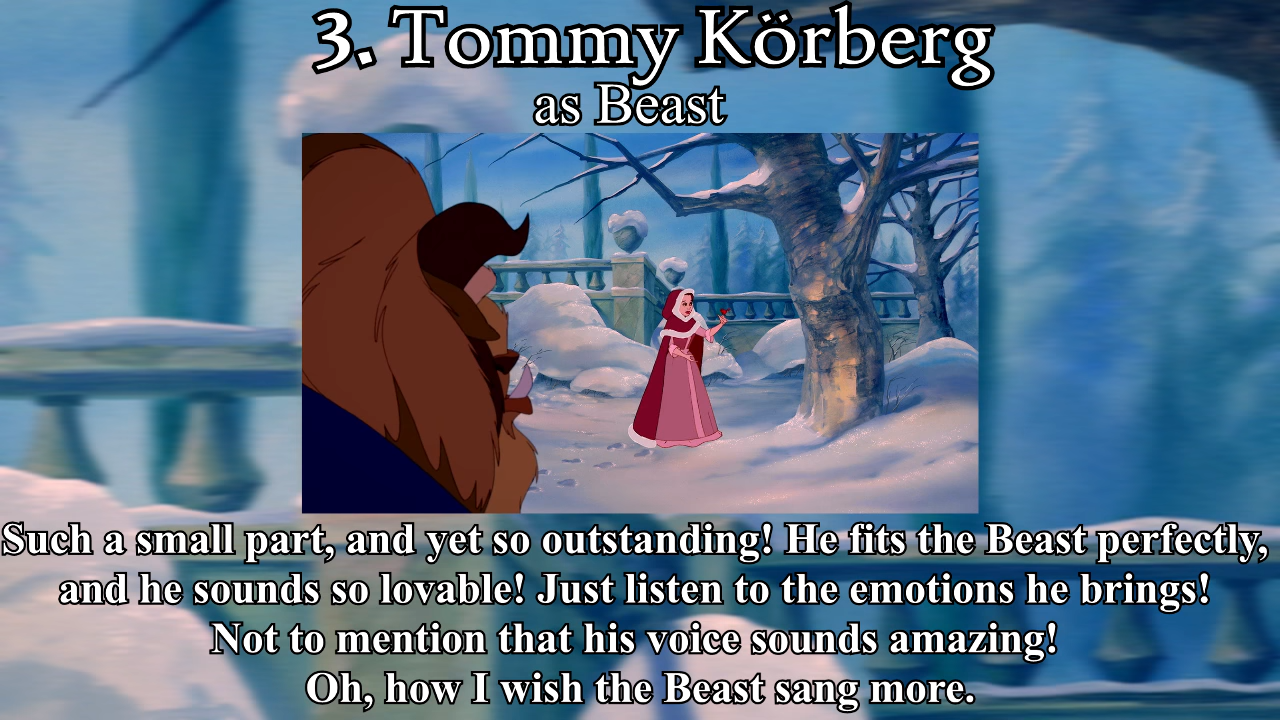 3. Tommy Körberg
as Beast
Such a small part, and yet so outstanding! He fits the Beast perfectly,
and he sounds so lovable! Just listen to the emotions he brings!
Not to mention that his voice sounds amazing!
Oh, how I wish the Beast sang more.